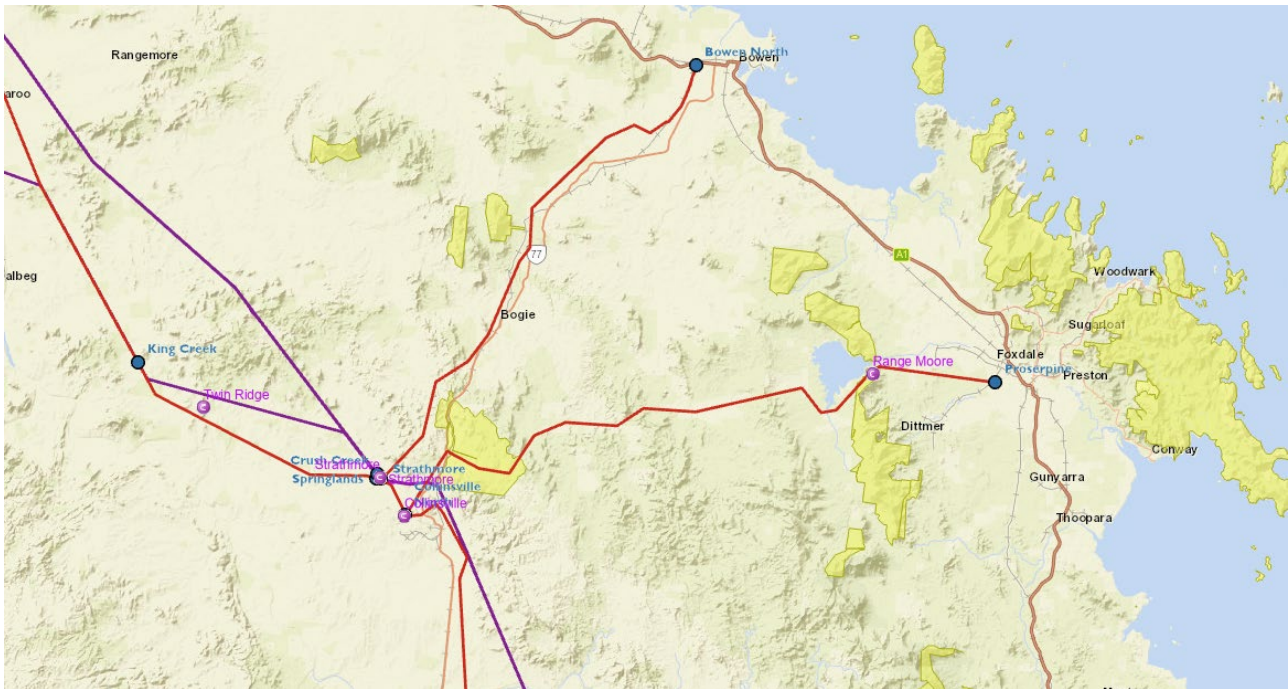 Rangemore
Bowen North
Bowen
aroo
77
A1
albeg
Woodwark
Bogie
Sugarloaf
King Creek
Foxdale
Range Moore
Proserpine
Preston
Twin Ridge
Dittmer
Conway
Crush Creek
Strathmore
Strathmore
Springlands
Strathmore
Gunyarra
Collinsville
Thoopara